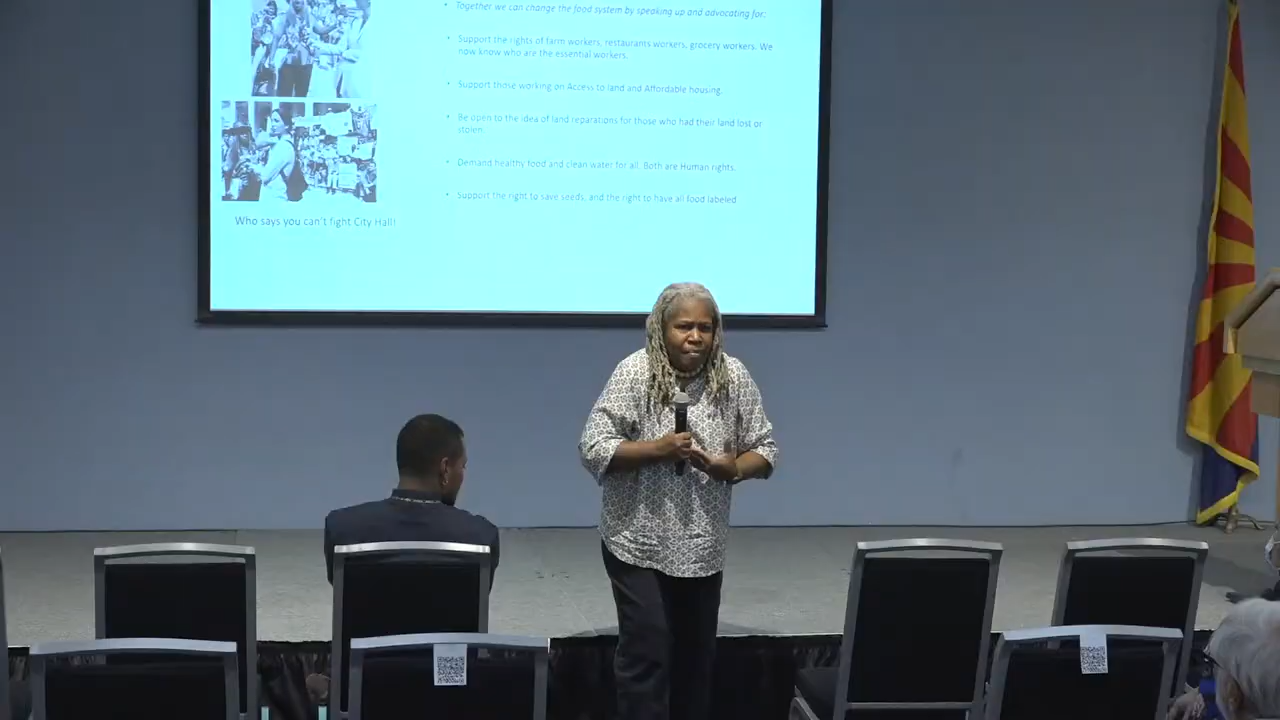 Together we can change the food system by speaking up and advocating for:
Support the rights of farm workers, restaurants workers, grocery workers. We
now know who are the essential workers.
Support those working on Access to land and Affordable housing.
Be open to the idea of land reparations for those who had their land lost or
stolen.
Demand healthy food and clean water for all. Both are Human rights.
Support the right to save seeds, and the right to have all food labeled
Who says you can't fight City Hall!